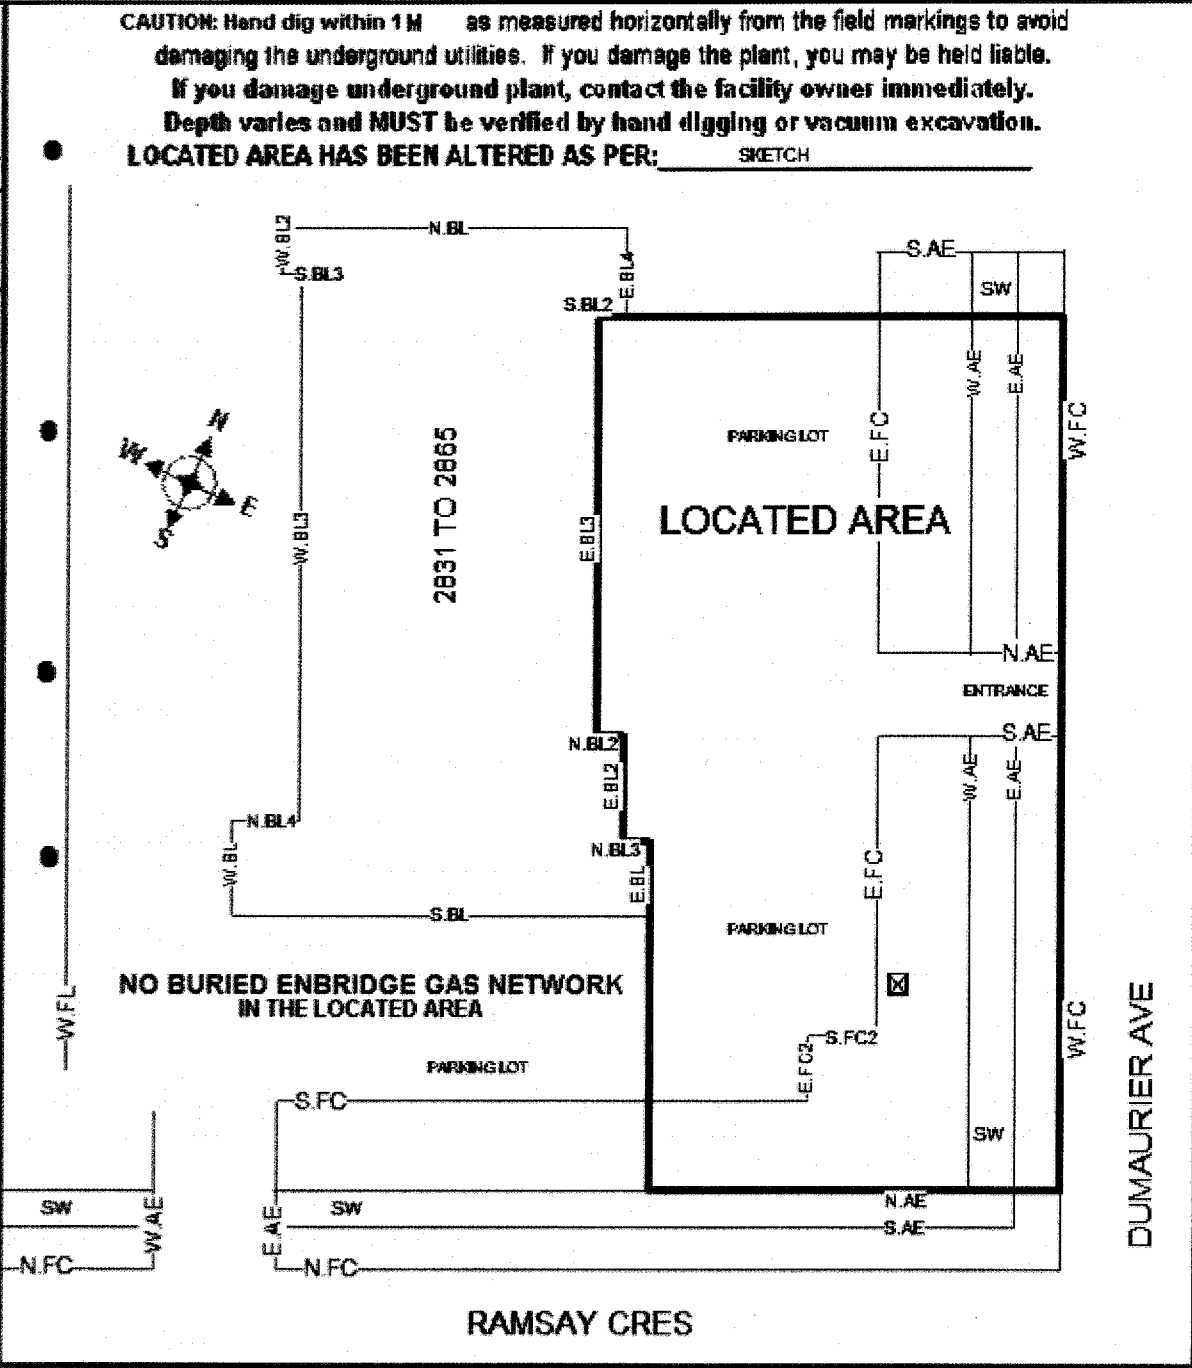 CAUTION: Hand dig within 1 M as measured horizontally from the field markings to avoid
damaging the underground utilities. If you damage the plant, you may be held liable.
If you damage underground plant, contact the facility owner immediately.
Depth varies and MUST be verified by hand digging or vacuum excavation.
LOCATED AREA HAS BEEN ALTERED AS PER: SKETCH
W.BL2
N.BL
S.BL3
E.BL4
S.BL2
S.AE
SW
W.AE
E.AE
N
W
E
S
2831 TO 2865
W.BL3
E.BL3
PARKING LOT
E.FC
W.FC
LOCATED AREA
N.AE
ENTRANCE
S.AE
N.BL2
E.BL2
W.AE
E.AE
N.BL4
W.BL
N.BL3
E.BL
E.FC
S.BL
PARKING LOT
NO BURIED ENBRIDGE GAS NETWORK
IN THE LOCATED AREA
W.FL
W.FC
DUMAURIER AVE
S.FC2
E.FC2
PARKING LOT
S.FC
SW
SW
W.AE
E.AE
SW
N.AE
S.AE
N.FC
N.FC
RAMSAY CRES